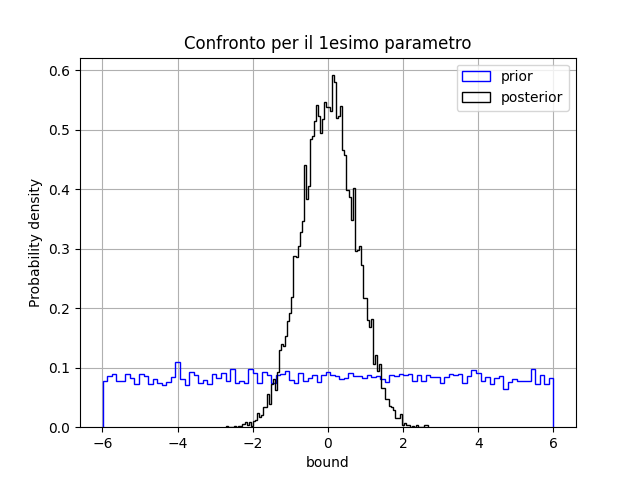 Confronto per il 1esimo parametro
prior
posterior
Probability density
0.6
0.5
0.4
0.3
0.2
0.1
0.0
−6
−4
−2
0
2
4
6
bound